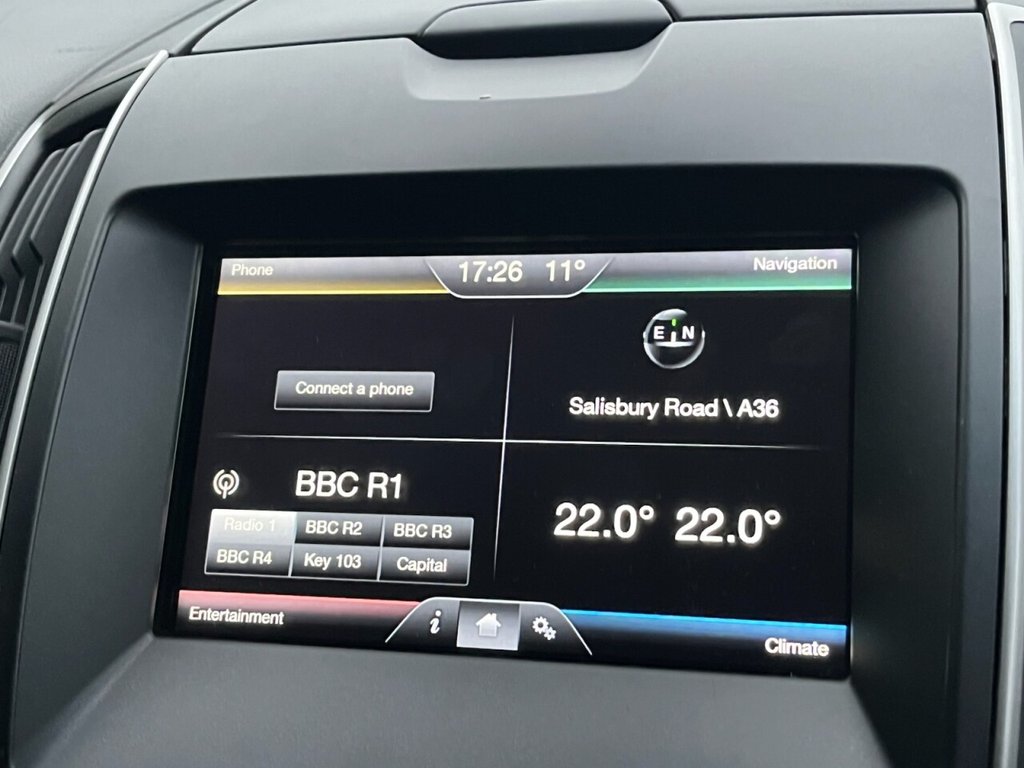 Phone 17:26 11° Navigation
E N
Connect a phone
Salisbury Road \ A36
BBC R1
Radio 1 BBC R2 BBC R3
BBC R4 Key 103 Capital
22.0° 22.0°
Entertainment i Climate